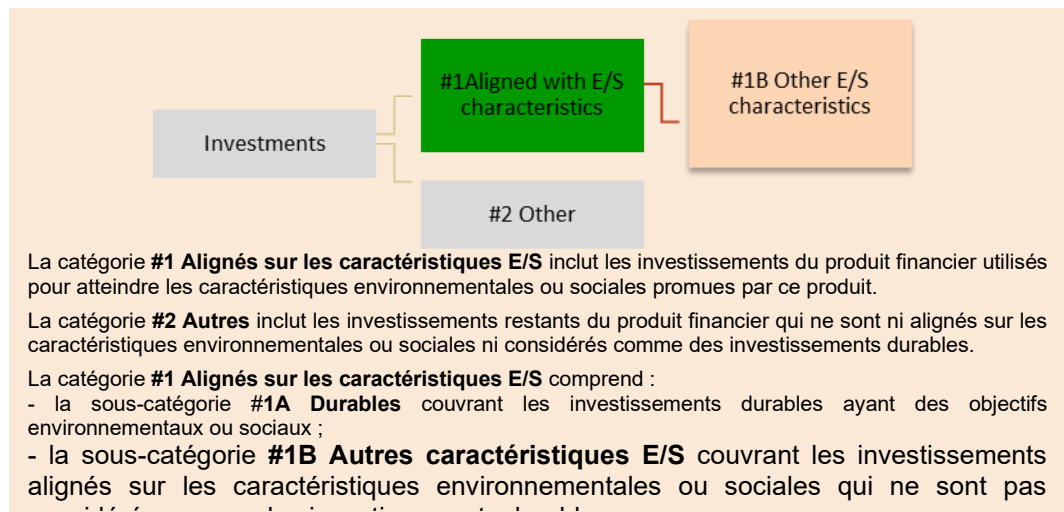 #1Aligned with E/S
characteristics
#1B Other E/S
characteristics
Investments
#2 Other
La catégorie #1 Alignés sur les caractéristiques E/S inclut les investissements du produit financier utilisés
pour atteindre les caractéristiques environnementales ou sociales promues par ce produit.
La catégorie #2 Autres inclut les investissements restants du produit financier qui ne sont ni alignés sur les
caractéristiques environnementales ou sociales ni considérés comme des investissements durables.
La catégorie #1 Alignés sur les caractéristiques E/S comprend :
- la sous-catégorie #1A Durables couvrant les investissements durables ayant des objectifs
environnementaux ou sociaux ;
- la sous-catégorie #1B Autres caractéristiques E/S couvrant les investissements
alignés sur les caractéristiques environnementales ou sociales qui ne sont pas